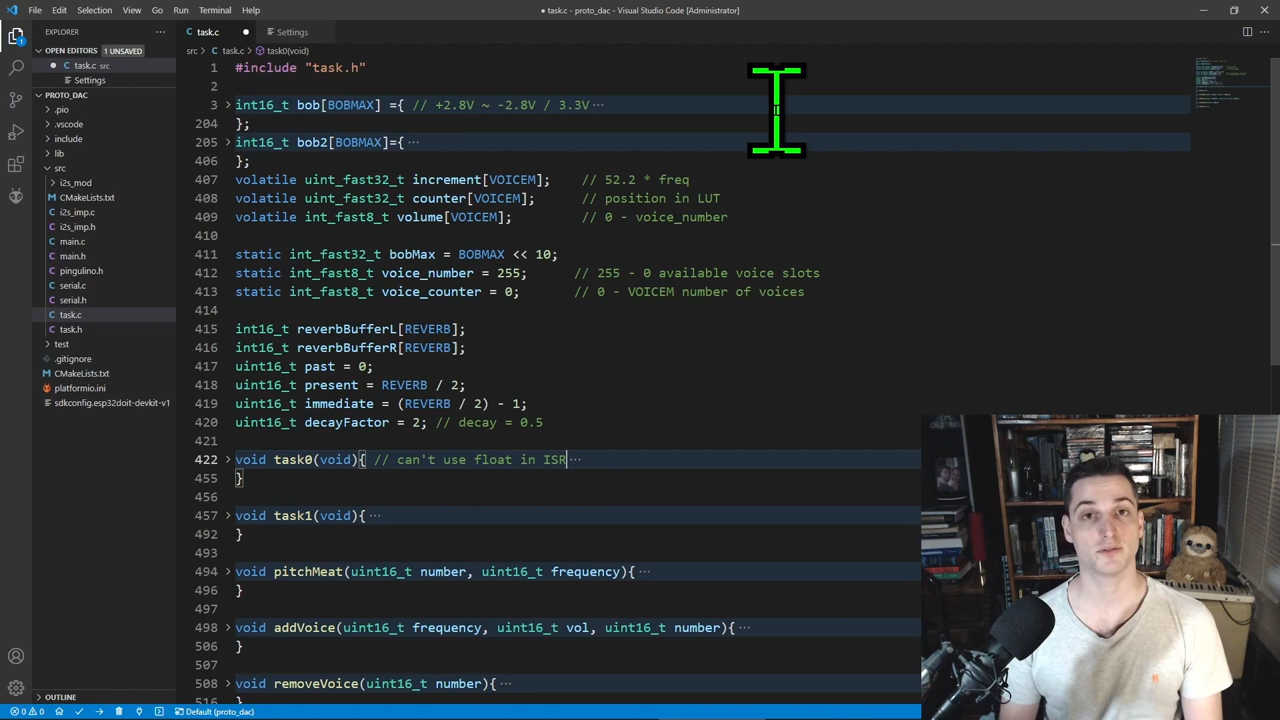 File Edit Selection View Go Run Terminal Help
● task.c - proto_dac - Visual Studio Code [Administrator]
EXPLORER
OPEN EDITORS 1 UNSAVED
task.c src
Settings
PROTO_DAC
.pio
.vscode
include
lib
src
i2s_mod
CMakeLists.txt
i2s_imp.c
i2s_imp.h
main.c
main.h
pingulino.h
serial.c
serial.h
task.c
task.h
test
.gitignore
CMakeLists.txt
platformio.ini
sdkconfig.esp32doit-devkit-v1
OUTLINE
task.c
Settings
src > task.c > task0(void)
1 #include "task.h"
2
3 int16_t bob[BOBMAX] ={ // +2.8V ~ -2.8V / 3.3V···
204 };
205 int16_t bob2[BOBMAX]={ ···
406 };
407 volatile uint_fast32_t increment[VOICEM]; // 52.2 * freq
408 volatile uint_fast32_t counter[VOICEM]; // position in LUT
409 volatile int_fast8_t volume[VOICEM]; // 0 - voice_number
410
411 static int_fast32_t bobMax = BOBMAX << 10;
412 static int_fast8_t voice_number = 255; // 255 - 0 available voice slots
413 static int_fast8_t voice_counter = 0; // 0 - VOICEM number of voices
414
415 int16_t reverbBufferL[REVERB];
416 int16_t reverbBufferR[REVERB];
417 uint16_t past = 0;
418 uint16_t present = REVERB / 2;
419 uint16_t immediate = (REVERB / 2) - 1;
420 uint16_t decayFactor = 2; // decay = 0.5
421
422 void task0(void){ // can't use float in ISR···
455 }
456
457 void task1(void){ ···
492 }
493
494 void pitchMeat(uint16_t number, uint16_t frequency){ ···
496 }
497
498 void addVoice(uint16_t frequency, uint16_t vol, uint16_t number){ ···
506 }
507
508 void removeVoice(uint16_t number){ ···
516 }
0 0 Default (proto_dac)